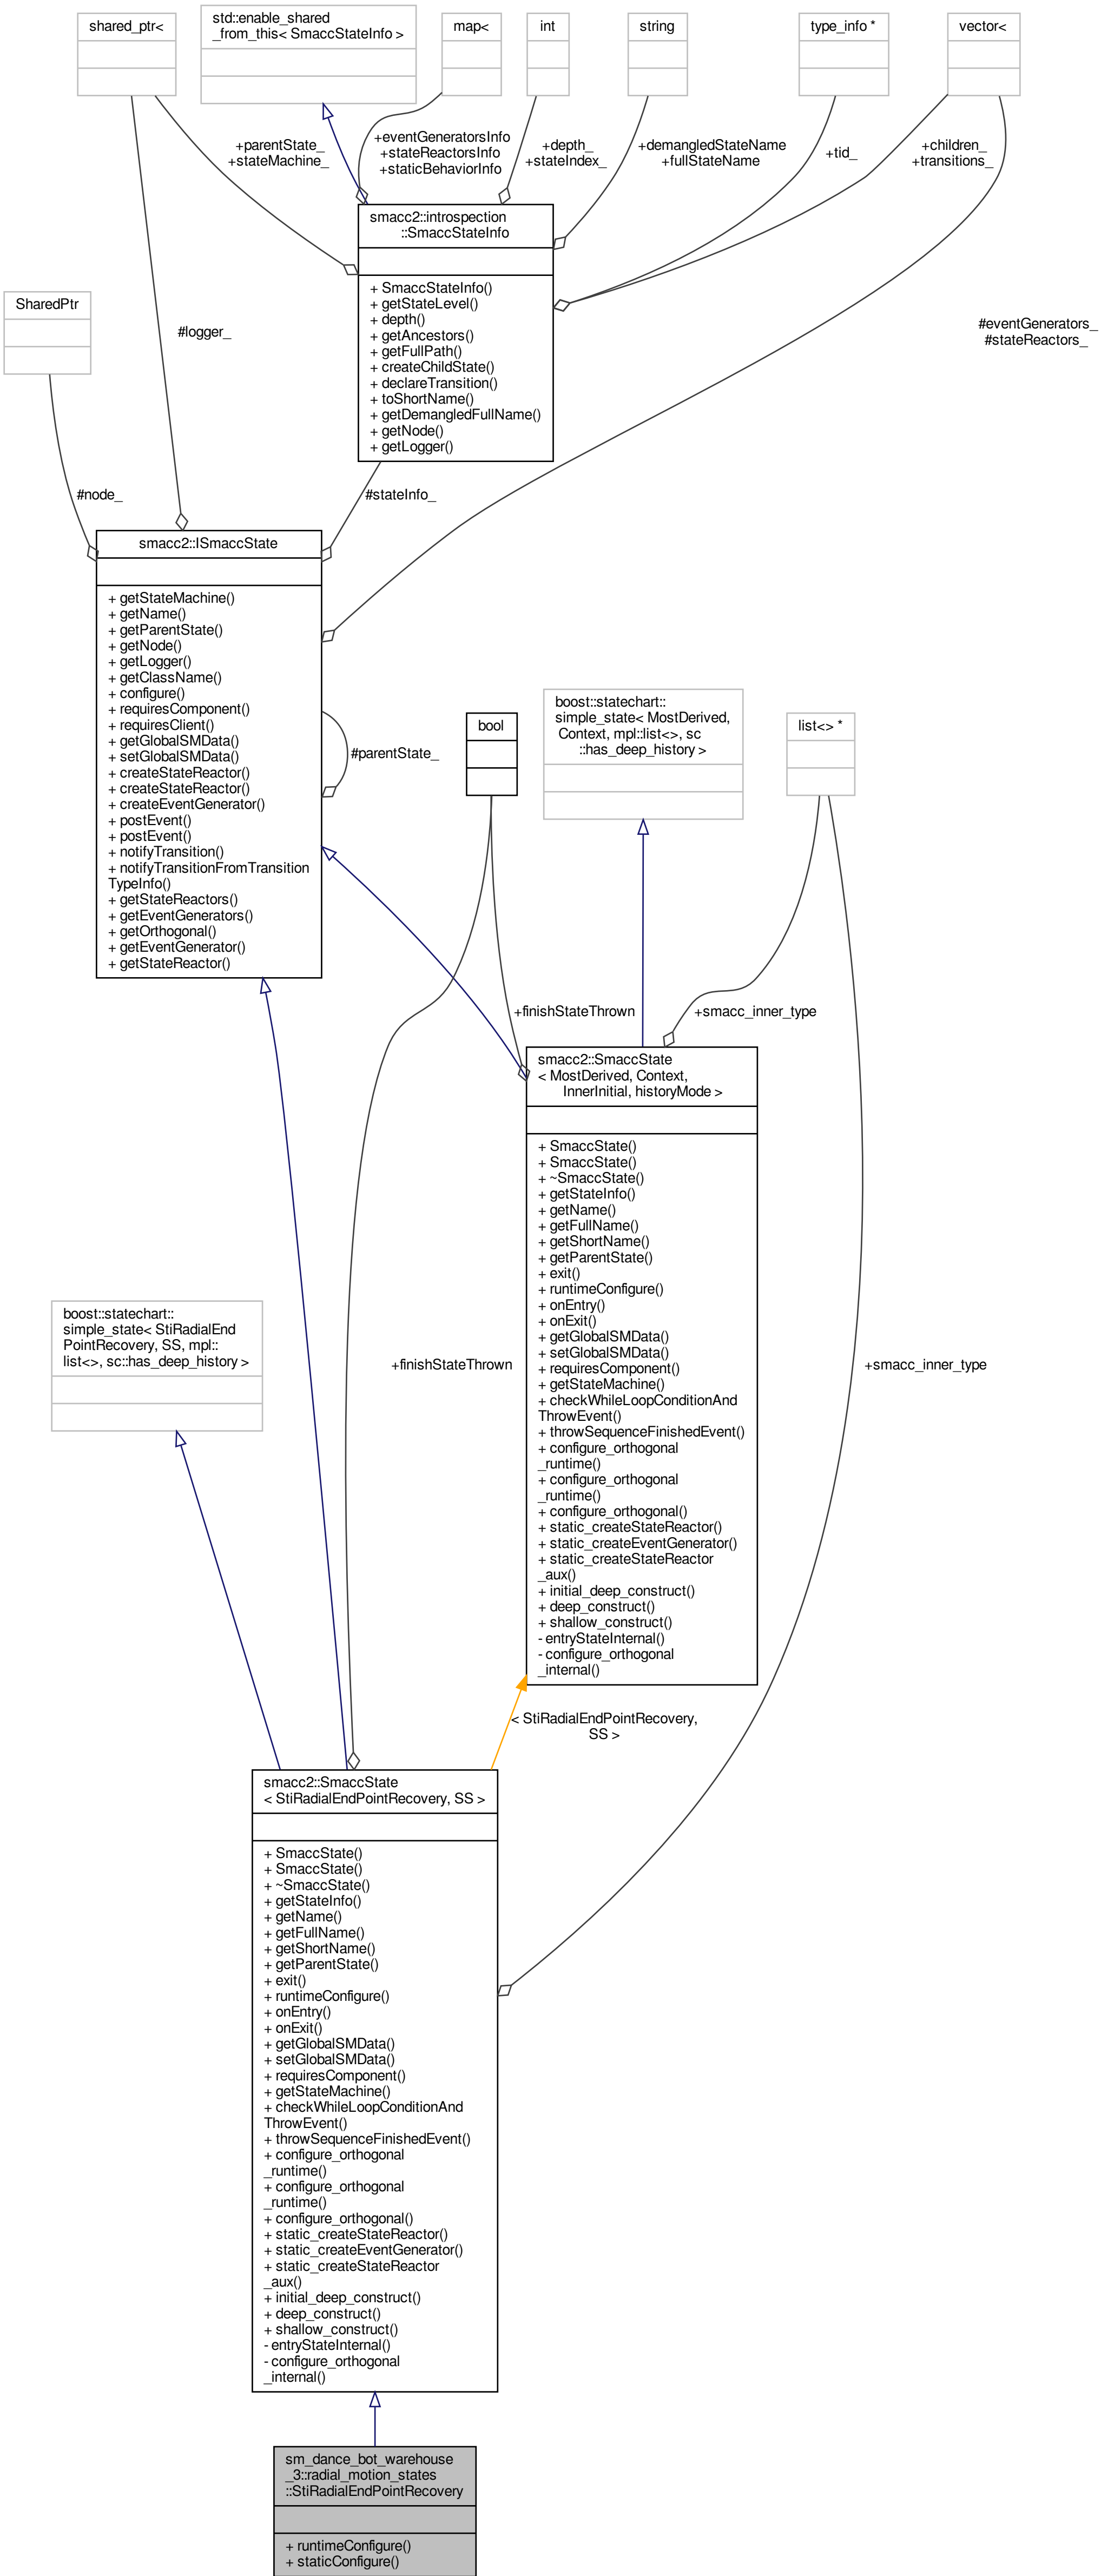 shared_ptr<
std::enable_shared
_from_this< SmaccStateInfo >
map<
int
string
type_info *
vector<
+parentState_
+stateMachine_
+eventGeneratorsInfo
+stateReactorsInfo
+staticBehaviorInfo
+depth_
+stateIndex_
+demangledStateName
+fullStateName
+tid_
+children_
+transitions_
smacc2::introspection
::SmaccStateInfo
+ SmaccStateInfo()
+ getStateLevel()
+ depth()
+ getAncestors()
+ getFullPath()
+ createChildState()
+ declareTransition()
+ toShortName()
+ getDemangledFullName()
+ getNode()
+ getLogger()
SharedPtr
#logger_
#eventGenerators_
#stateReactors_
#node_
#stateInfo_
smacc2::ISmaccState
+ getStateMachine()
+ getName()
+ getParentState()
+ getNode()
+ getLogger()
+ getClassName()
+ configure()
+ requiresComponent()
+ requiresClient()
+ getGlobalSMData()
+ setGlobalSMData()
+ createStateReactor()
+ createStateReactor()
+ createEventGenerator()
+ postEvent()
+ postEvent()
+ notifyTransition()
+ notifyTransitionFromTransition
TypeInfo()
+ getStateReactors()
+ getEventGenerators()
+ getOrthogonal()
+ getEventGenerator()
+ getStateReactor()
#parentState_
bool
boost::statechart::
simple_state< MostDerived,
Context, mpl::list<>, sc
::has_deep_history >
list<> *
+finishStateThrown
+smacc_inner_type
smacc2::SmaccState
< MostDerived, Context,
InnerInitial, historyMode >
+ SmaccState()
+ SmaccState()
+ ~SmaccState()
+ getStateInfo()
+ getName()
+ getFullName()
+ getShortName()
+ getParentState()
+ exit()
+ runtimeConfigure()
+ onEntry()
+ onExit()
+ getGlobalSMData()
+ setGlobalSMData()
+ requiresComponent()
+ getStateMachine()
+ checkWhileLoopConditionAnd
ThrowEvent()
+ throwSequenceFinishedEvent()
+ configure_orthogonal
_runtime()
+ configure_orthogonal
_runtime()
+ configure_orthogonal()
+ static_createStateReactor()
+ static_createEventGenerator()
+ static_createStateReactor
_aux()
+ initial_deep_construct()
+ deep_construct()
+ shallow_construct()
- entryStateInternal()
- configure_orthogonal
_internal()
boost::statechart::
simple_state< StiRadialEnd
PointRecovery, SS, mpl::
list<>, sc::has_deep_history >
+finishStateThrown
+smacc_inner_type
< StiRadialEndPointRecovery,
SS >
smacc2::SmaccState
< StiRadialEndPointRecovery, SS >
+ SmaccState()
+ SmaccState()
+ ~SmaccState()
+ getStateInfo()
+ getName()
+ getFullName()
+ getShortName()
+ getParentState()
+ exit()
+ runtimeConfigure()
+ onEntry()
+ onExit()
+ getGlobalSMData()
+ setGlobalSMData()
+ requiresComponent()
+ getStateMachine()
+ checkWhileLoopConditionAnd
ThrowEvent()
+ throwSequenceFinishedEvent()
+ configure_orthogonal
_runtime()
+ configure_orthogonal
_runtime()
+ configure_orthogonal()
+ static_createStateReactor()
+ static_createEventGenerator()
+ static_createStateReactor
_aux()
+ initial_deep_construct()
+ deep_construct()
+ shallow_construct()
- entryStateInternal()
- configure_orthogonal
_internal()
sm_dance_bot_warehouse
_3::radial_motion_states
::StiRadialEndPointRecovery
+ runtimeConfigure()
+ staticConfigure()